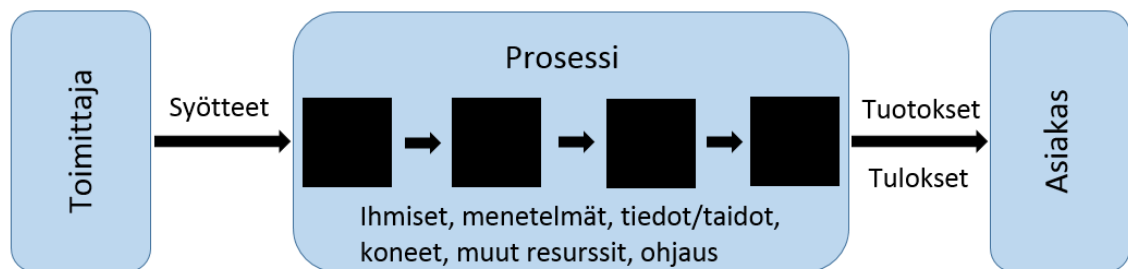 Toimittaja
Syötteet
Prosessi
Ihmiset, menetelmät, tiedot/taidot,
koneet, muut resurssit, ohjaus
Tuotokset
Tulokset
Asiakas